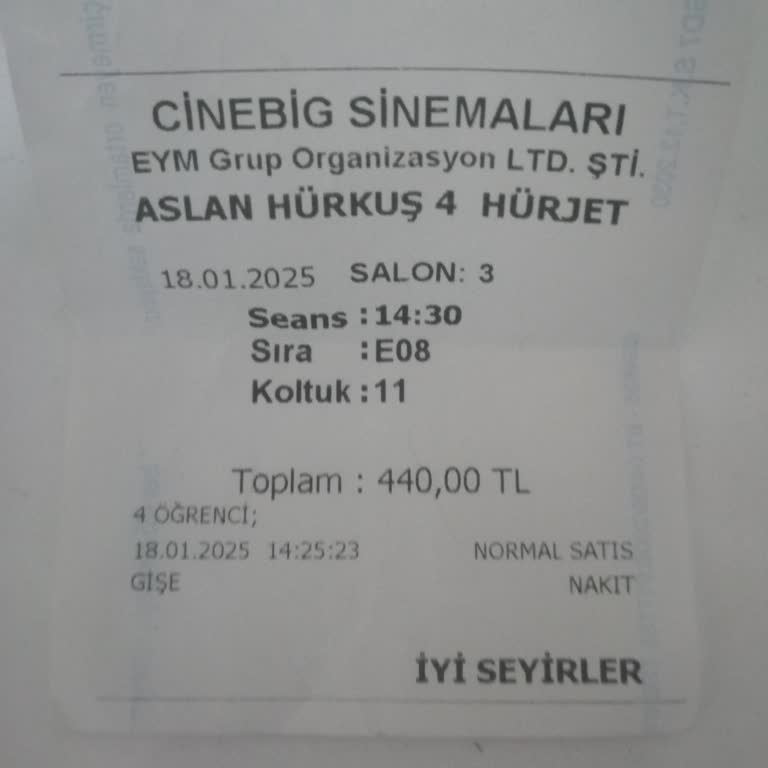 CİNEBİG SİNEMALARI
EYM Grup Organizasyon LTD. ŞTİ.
ASLAN HÜRKUŞ 4 HÜRJET
18.01.2025 SALON: 3
Seans : 14:30
Sıra : E08
Koltuk : 11
Toplam : 440,00 TL
4 ÖĞRENCİ;
18.01.2025 14:25:23 NORMAL SATIS
GİŞE NAKIT
İYİ SEYİRLER